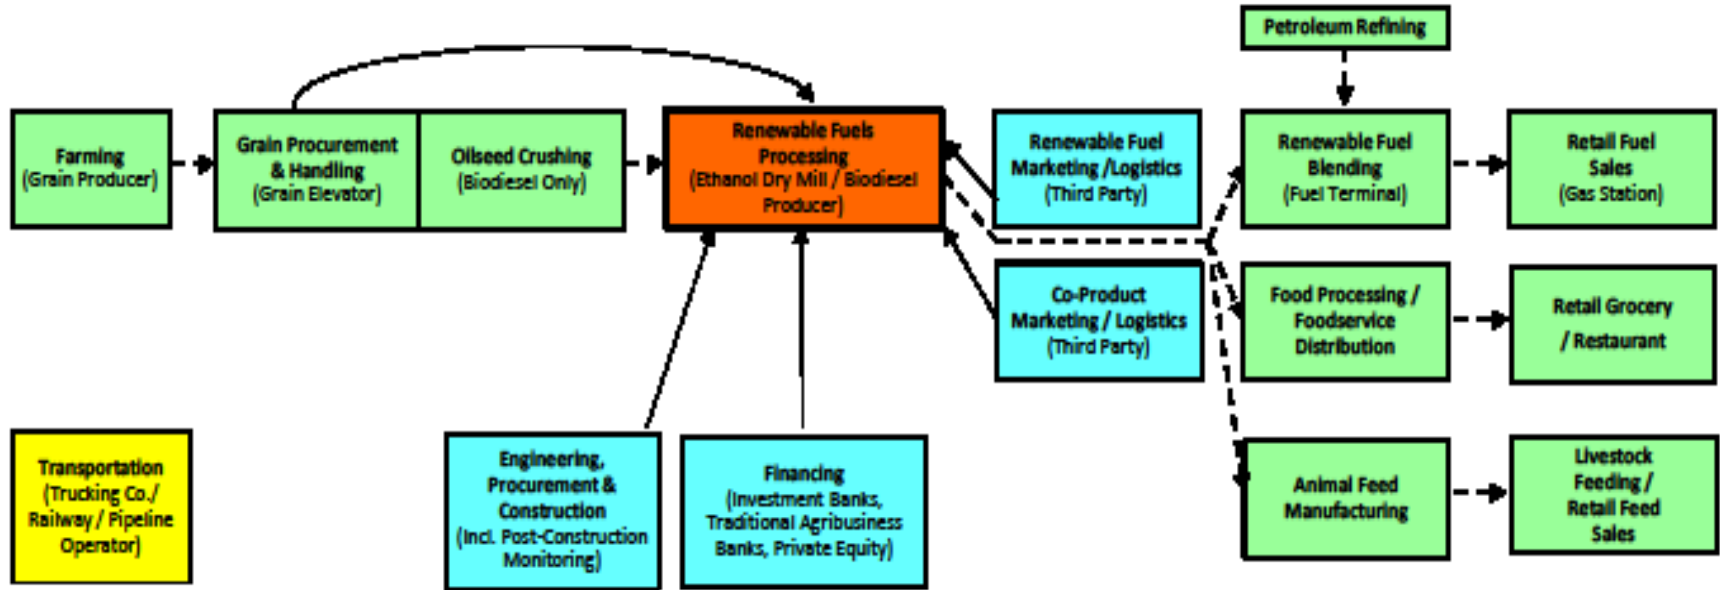 Petroleum Refining
Farming
(Grain Producer)
Grain Procurement
& Handling
(Grain Elevator)
Oilseed Crushing
(Biodiesel Only)
Renewable Fuels
Processing
(Ethanol Dry Mill / Biodiesel
Producer)
Renewable Fuel
Marketing /Logistics
(Third Party)
Renewable Fuel
Blending
(Fuel Terminal)
Retail Fuel
Sales
(Gas Station)
Co-Product
Marketing / Logistics
(Third Party)
Food Processing /
Foodservice
Distribution
Retail Grocery
/ Restaurant
Transportation
(Trucking Co./
Railway / Pipeline
Operator)
Engineering,
Procurement &
Construction
(Incl. Post-Construction
Monitoring)
Financing
(Investment Banks,
Traditional Agribusiness
Banks, Private Equity)
Animal Feed
Manufacturing
Livestock
Feeding /
Retail Feed
Sales